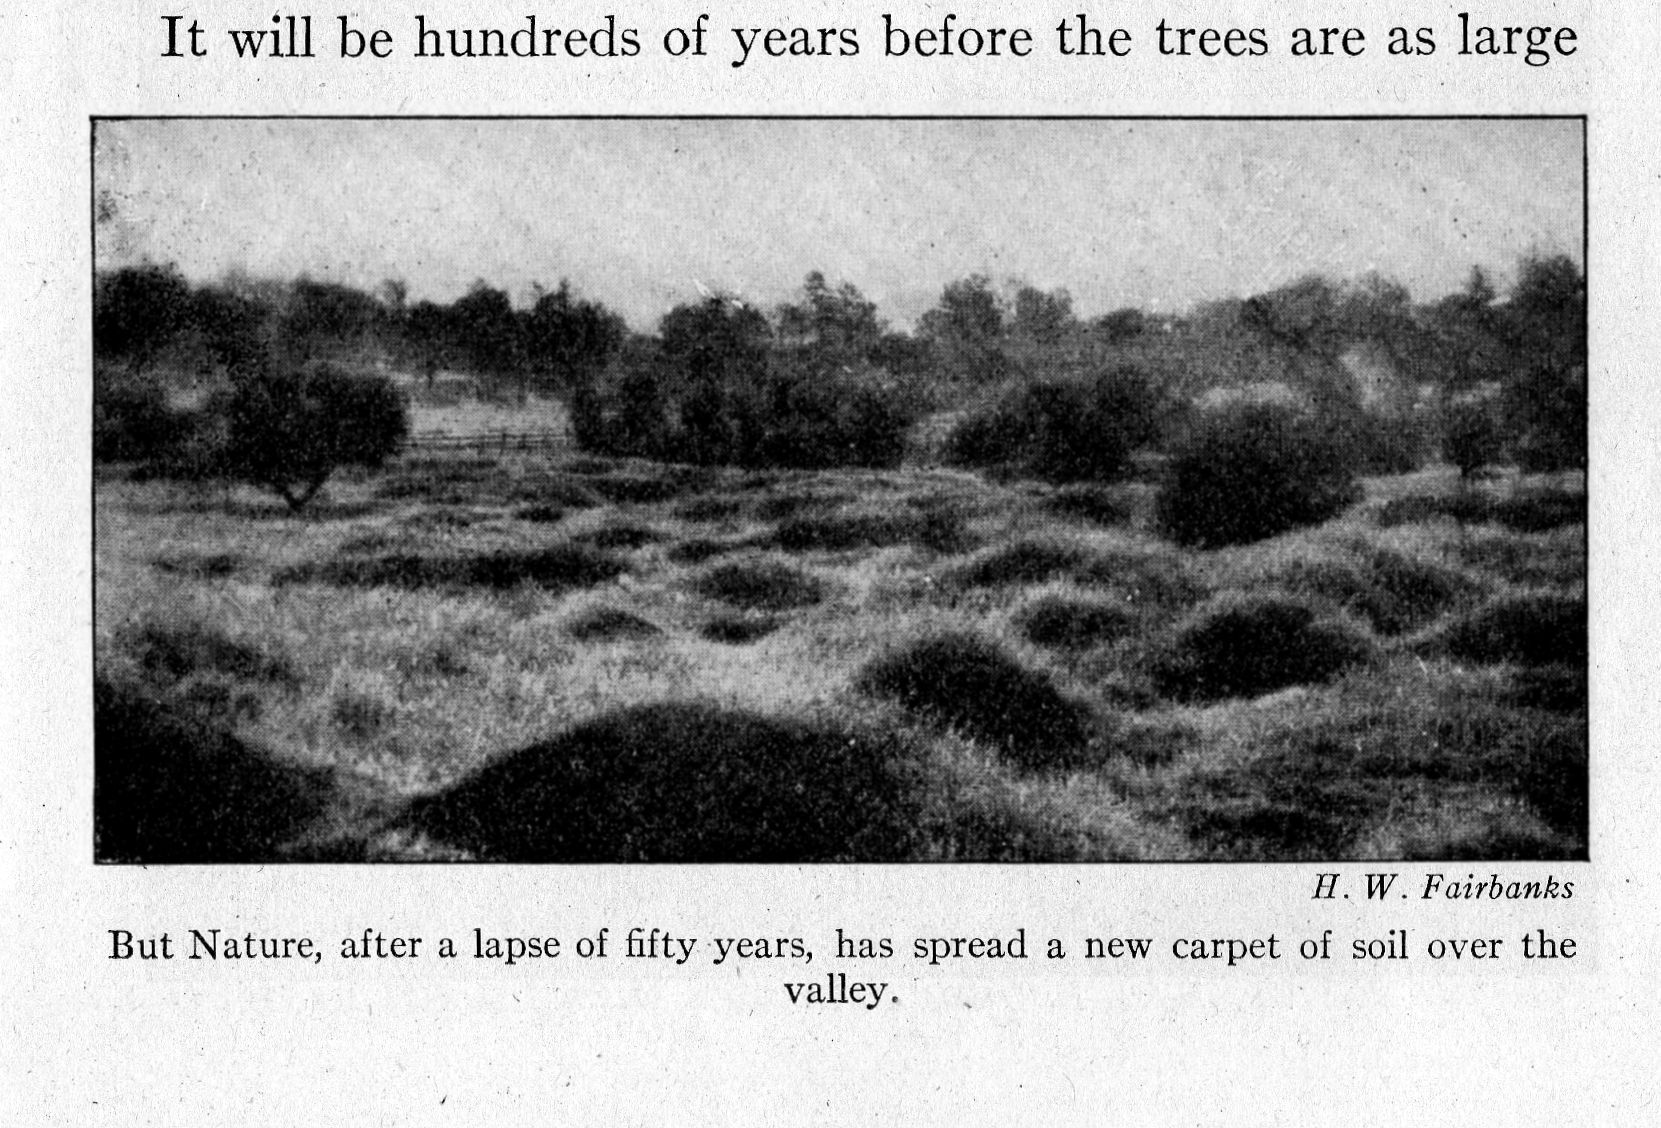 It will be hundreds of years before the trees are as large
H. W. Fairbanks
But Nature, after a lapse of fifty years, has spread a new carpet of soil over the
valley.